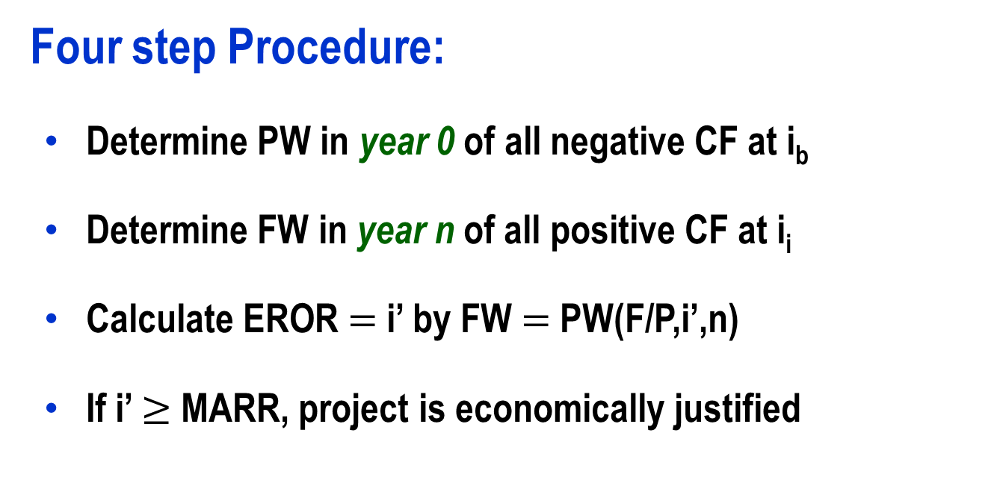 Four step Procedure:
• Determine PW in year 0 of all negative CF at i_b
• Determine FW in year n of all positive CF at i_i
• Calculate EROR = i’ by FW = PW(F/P,i’,n)
• If i’ ≥ MARR, project is economically justified